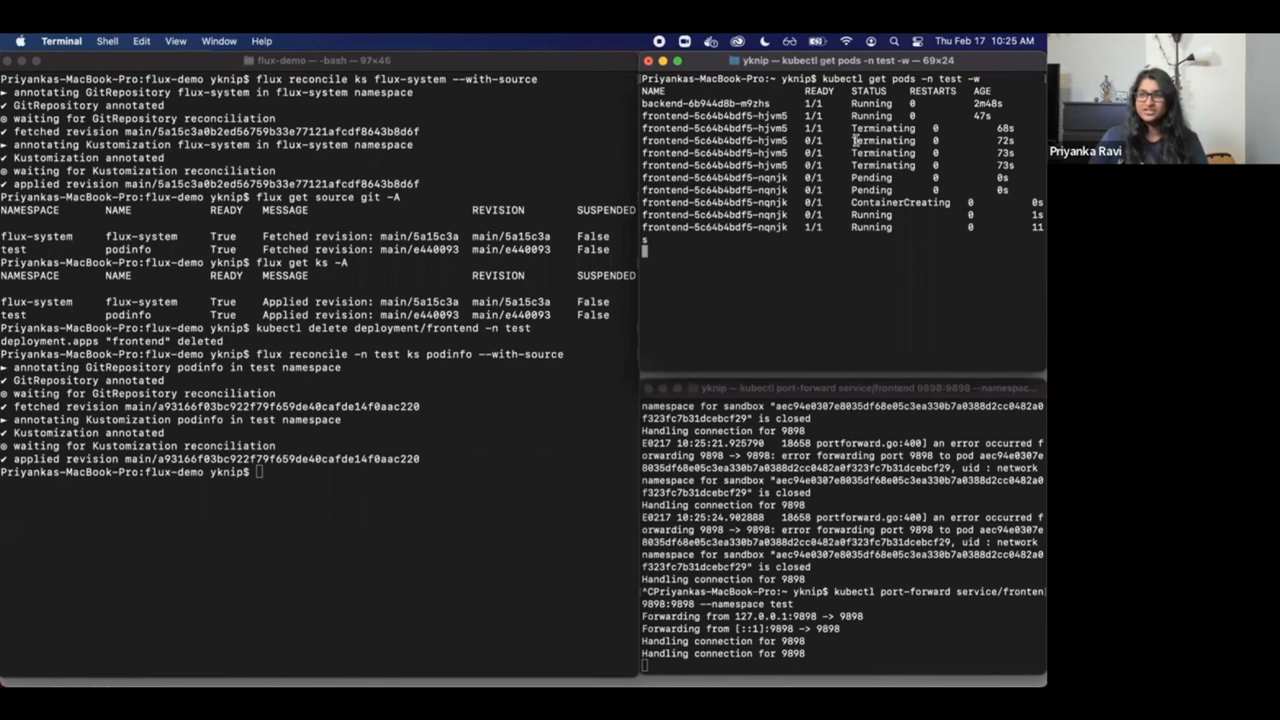 Terminal Shell Edit View Window Help
Thu Feb 17 10:25 AM
flux-demo — -bash — 97×46
Priyankas-MacBook-Pro:flux-demo yknip$ flux reconcile ks flux-system --with-source
► annotating GitRepository flux-system in flux-system namespace
✔ GitRepository annotated
◎ waiting for GitRepository reconciliation
✔ fetched revision main/5a15c3a0b2ed56759b33e77121afcdf8643b8d6f
► annotating Kustomization flux-system in flux-system namespace
✔ Kustomization annotated
◎ waiting for Kustomization reconciliation
✔ applied revision main/5a15c3a0b2ed56759b33e77121afcdf8643b8d6f
Priyankas-MacBook-Pro:flux-demo yknip$ flux get source git -A
NAMESPACE NAME READY MESSAGE REVISION SUSPENDED
flux-system flux-system True Fetched revision: main/5a15c3a main/5a15c3a False
test podinfo True Fetched revision: main/e440093 main/e440093 False
Priyankas-MacBook-Pro:flux-demo yknip$ flux get ks -A
NAMESPACE NAME READY MESSAGE REVISION SUSPENDED
flux-system flux-system True Applied revision: main/5a15c3a main/5a15c3a False
test podinfo True Applied revision: main/e440093 main/e440093 False
Priyankas-MacBook-Pro:flux-demo yknip$ kubectl delete deployment/frontend -n test
deployment.apps "frontend" deleted
Priyankas-MacBook-Pro:flux-demo yknip$ flux reconcile -n test ks podinfo --with-source
► annotating GitRepository podinfo in test namespace
✔ GitRepository annotated
◎ waiting for GitRepository reconciliation
✔ fetched revision main/a93166f03bc922f79f659de40cafde14f0aac220
► annotating Kustomization podinfo in test namespace
✔ Kustomization annotated
◎ waiting for Kustomization reconciliation
✔ applied revision main/a93166f03bc922f79f659de40cafde14f0aac220
Priyankas-MacBook-Pro:flux-demo yknip$
yknip — kubectl get pods -n test -w — 69×24
Priyankas-MacBook-Pro:~ yknip$ kubectl get pods -n test -w
NAME READY STATUS RESTARTS AGE
backend-6b944d8b-m9zhs 1/1 Running 0 2m48s
frontend-5c64b4bdf5-hjvm5 1/1 Running 0 47s
frontend-5c64b4bdf5-hjvm5 1/1 Terminating 0 68s
frontend-5c64b4bdf5-hjvm5 0/1 Terminating 0 72s
frontend-5c64b4bdf5-hjvm5 0/1 Terminating 0 73s
frontend-5c64b4bdf5-hjvm5 0/1 Terminating 0 73s
frontend-5c64b4bdf5-nqnjk 0/1 Pending 0 0s
frontend-5c64b4bdf5-nqnjk 0/1 Pending 0 0s
frontend-5c64b4bdf5-nqnjk 0/1 ContainerCreating 0 0s
frontend-5c64b4bdf5-nqnjk 0/1 Running 0 1s
frontend-5c64b4bdf5-nqnjk 1/1 Running 0 11
s
yknip — kubectl port-forward service/frontend 9898:9898 --namespac...
namespace for sandbox "aec94e0307e8035df68e05c3ea330b7a0388dd2cc0482a0
f323fc7b31dcebcf29" is closed
Handling connection for 9898
E0217 10:25:21.925790 18658 portforward.go:400] an error occurred f
orwarding 9898 -> 9898: error forwarding port 9898 to pod aec94e0307e
8035df68e05c3ea330b7a0388dd2cc0482a0f323fc7b31dcebcf29, uid : network
namespace for sandbox "aec94e0307e8035df68e05c3ea330b7a0388dd2cc0482a0
f323fc7b31dcebcf29" is closed
Handling connection for 9898
E0217 10:25:24.902888 18658 portforward.go:400] an error occurred f
orwarding 9898 -> 9898: error forwarding port 9898 to pod aec94e0307e
8035df68e05c3ea330b7a0388dd2cc0482a0f323fc7b31dcebcf29, uid : network
namespace for sandbox "aec94e0307e8035df68e05c3ea330b7a0388dd2cc0482a0
f323fc7b31dcebcf29" is closed
Handling connection for 9898
^CPriyankas-MacBook-Pro:~ yknip$ kubectl port-forward service/fronten
9898:9898 --namespace test
Forwarding from 127.0.0.1:9898 -> 9898
Forwarding from [::1]:9898 -> 9898
Handling connection for 9898
Handling connection for 9898
Priyanka Ravi